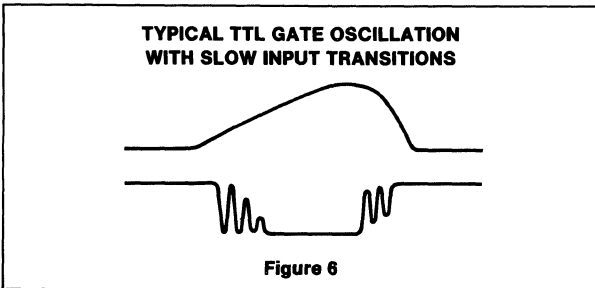 TYPICAL TTL GATE OSCILLATION
WITH SLOW INPUT TRANSITIONS
Figure 6